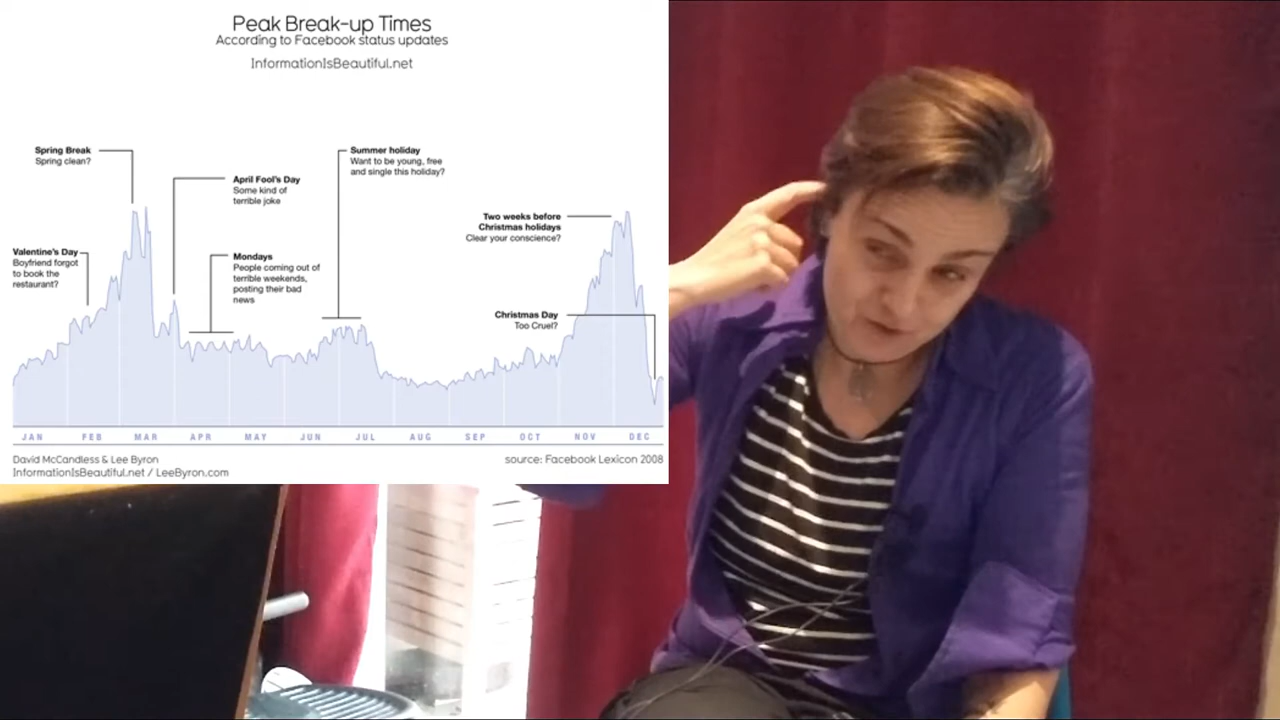 Peak Break-up Times
According to Facebook status updates
InformationIsBeautiful.net
Spring Break
Spring clean?
Summer holiday
Want to be young, free
and single this holiday?
April Fool's Day
Some kind of
terrible joke
Two weeks before
Christmas holidays
Clear your conscience?
Valentine's Day
Boyfriend forgot
to book the
restaurant?
Mondays
People coming out of
terrible weekends,
posting their bad
news
Christmas Day
Too Cruel?
JAN FEB MAR APR MAY JUN JUL AUG SEP OCT NOV DEC
David McCandless & Lee Byron
InformationIsBeautiful.net / LeeByron.com
source: Facebook Lexicon 2008